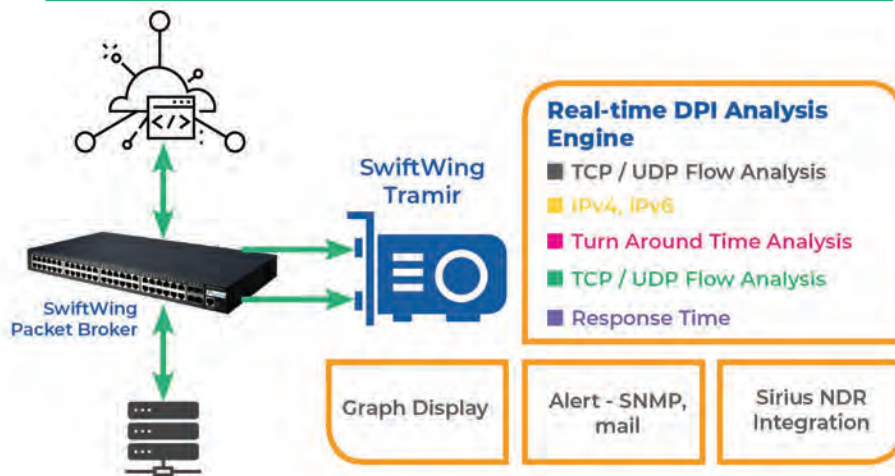 </>
SwiftWing
Tramir
SwiftWing
Packet Broker
Real-time DPI Analysis
Engine
TCP / UDP Flow Analysis
IPv4, IPv6
Turn Around Time Analysis
TCP / UDP Flow Analysis
Response Time
Graph Display
Alert - SNMP,
mail
Sirius NDR
Integration